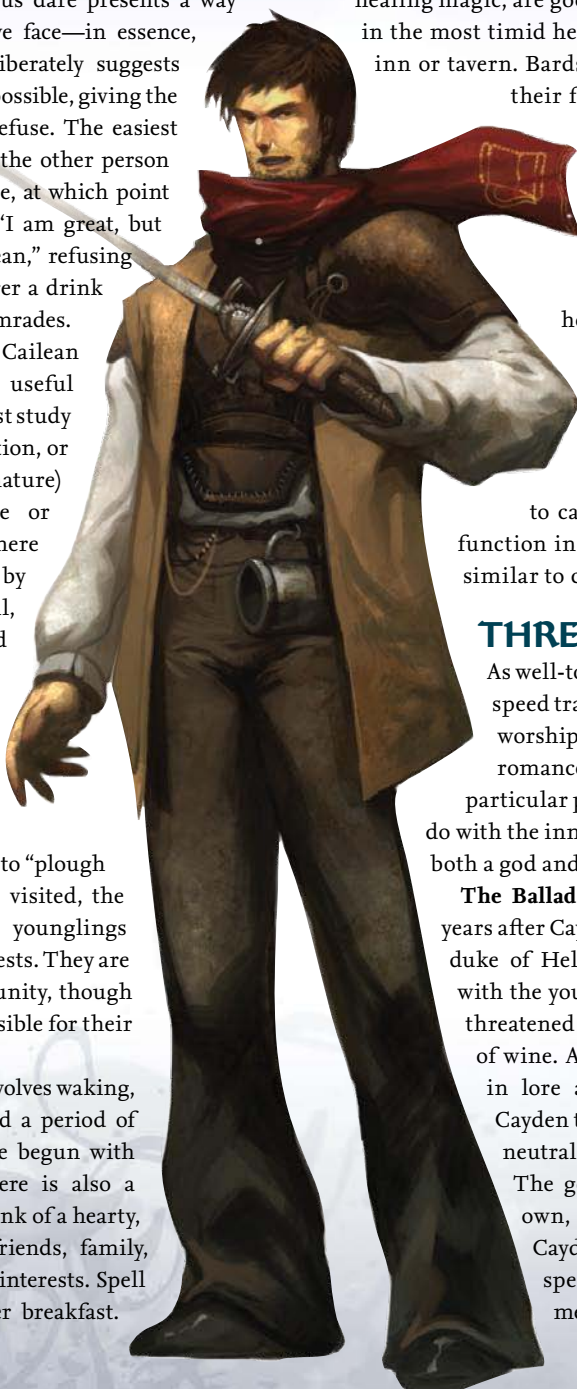 us dare presents a way
ve face—in essence,
iberately suggests
ossible, giving the
efuse. The easiest
the other person
e, at which point
“I am great, but
ean,” refusing
er a drink
mrades.
Cailean
useful
st study
tion, or
ature)
e or
here
by
l,
d
to “plough
visited, the
younglings
ests. They are
unity, though
sible for their
volves waking,
d a period of
e begun with
ere is also a
nk of a hearty,
riends, family,
interests. Spell
er breakfast.
healing magic, are goo
in the most timid he
inn or tavern. Bards
their f
he
to ca
function in
similar to c
THRE
As well-to
speed tra
worship
romance
particular p
do with the inn
both a god and
The Ballad
years after Cay
duke of Hel
with the you
threatened
of wine. A
in lore a
Cayden t
neutral
The go
own,
Cayd
spe
mo